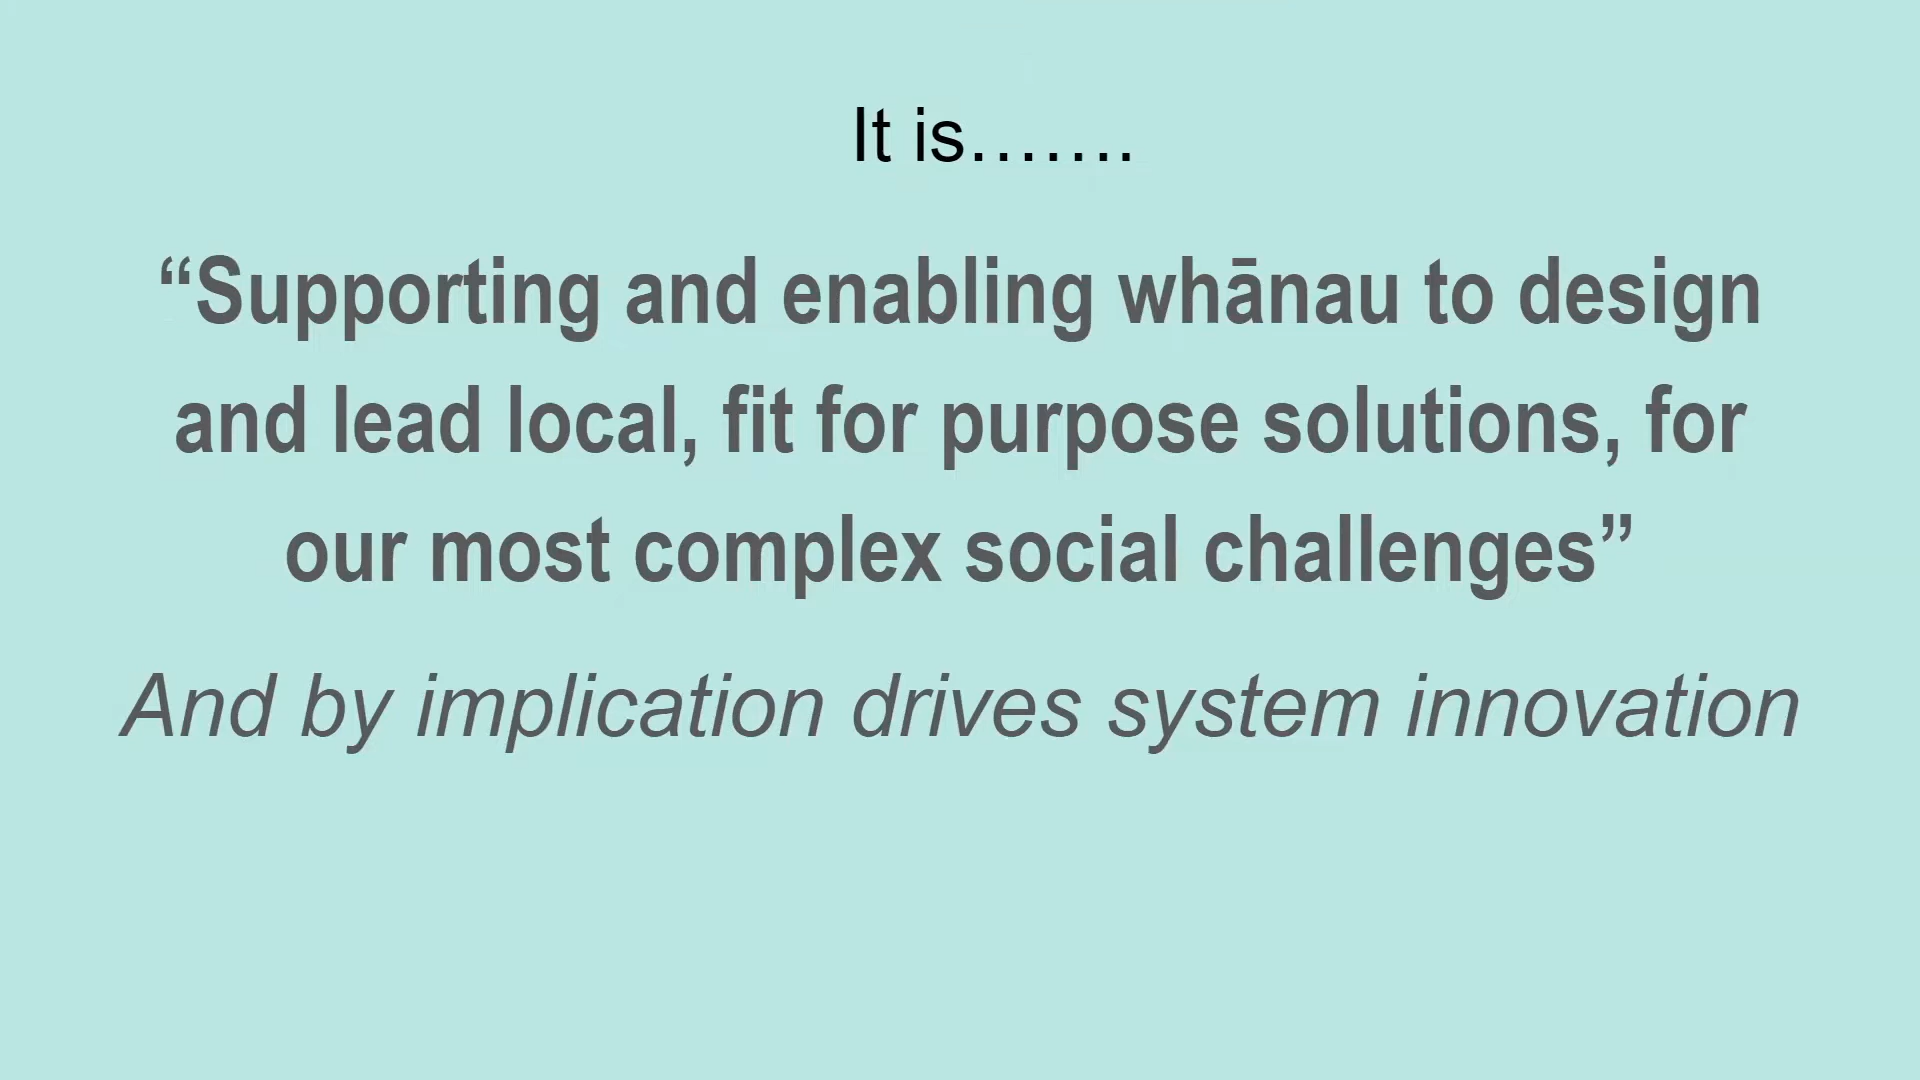 It is…….
“Supporting and enabling whānau to design
and lead local, fit for purpose solutions, for
our most complex social challenges”
And by implication drives system innovation